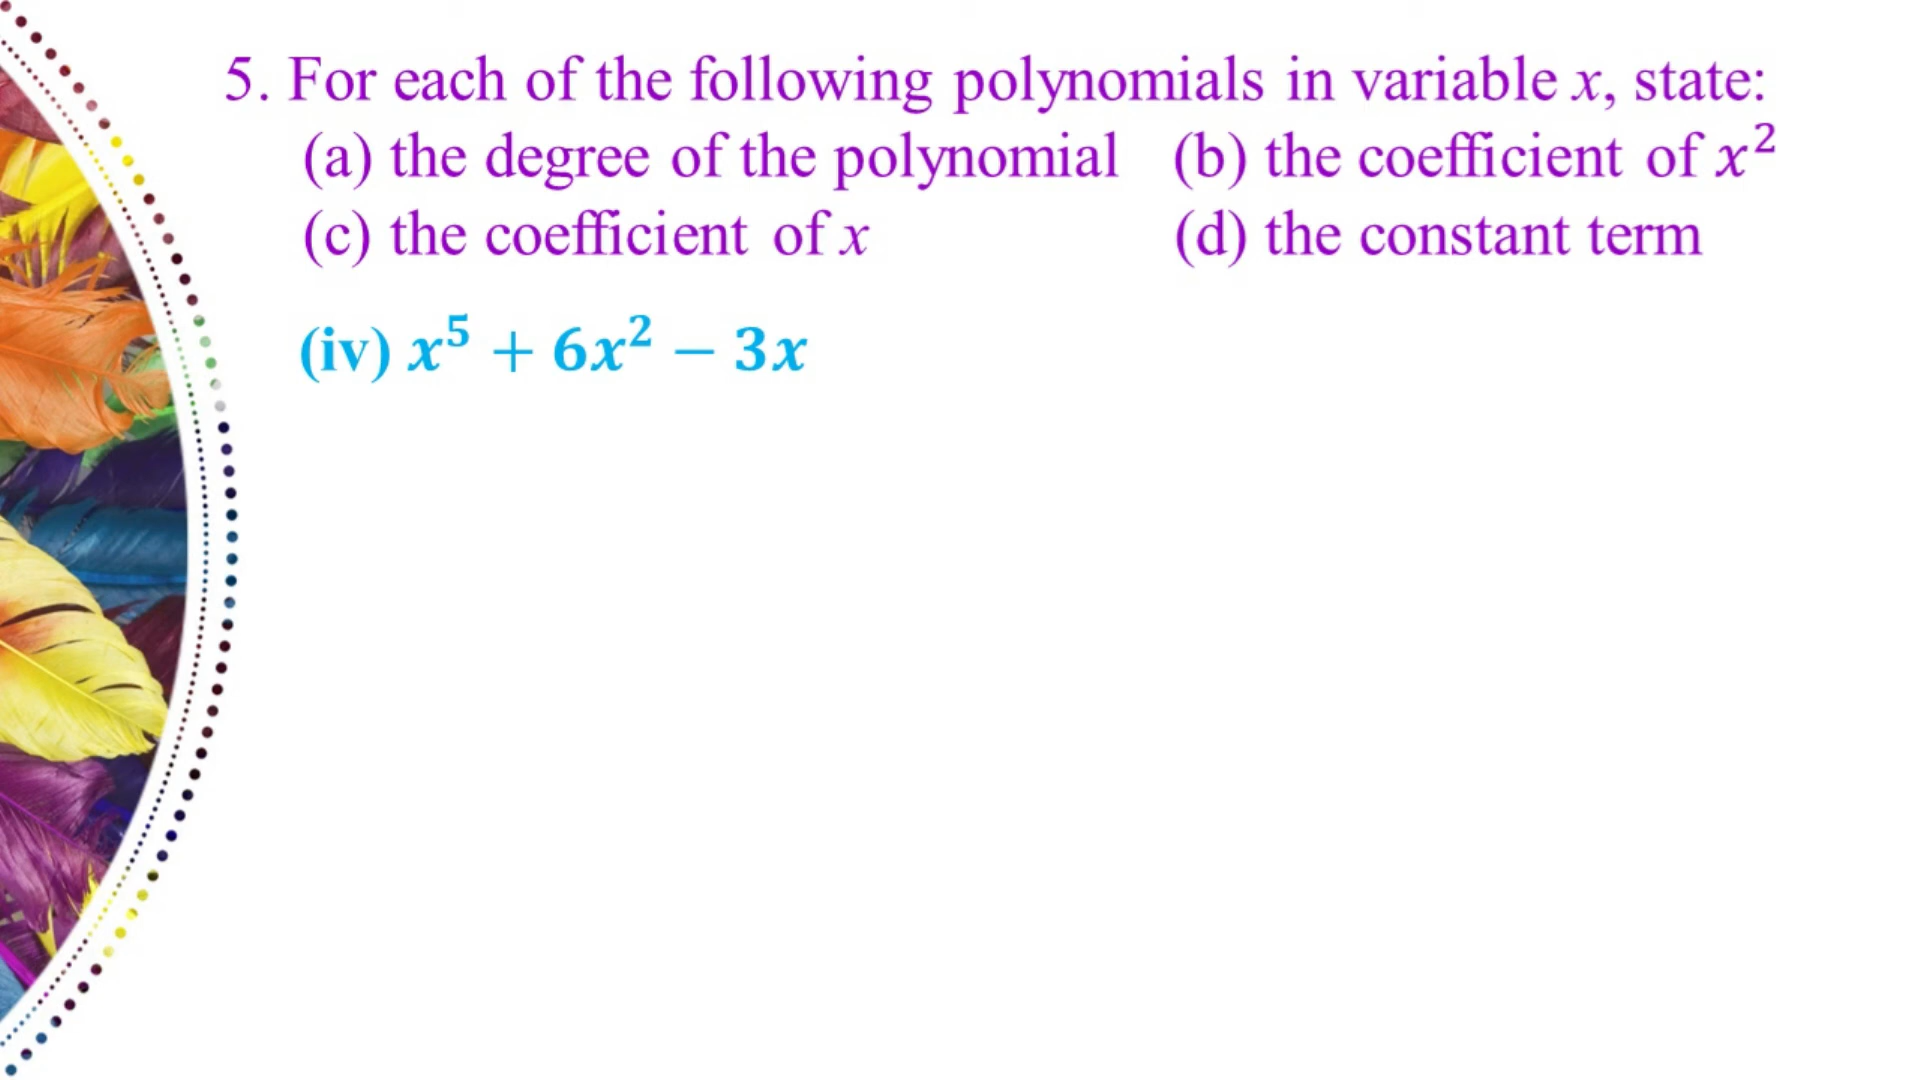 5. For each of the following polynomials in variable x, state:
(a) the degree of the polynomial (b) the coefficient of x²
(c) the coefficient of x (d) the constant term
(iv) x⁵ + 6x² − 3x